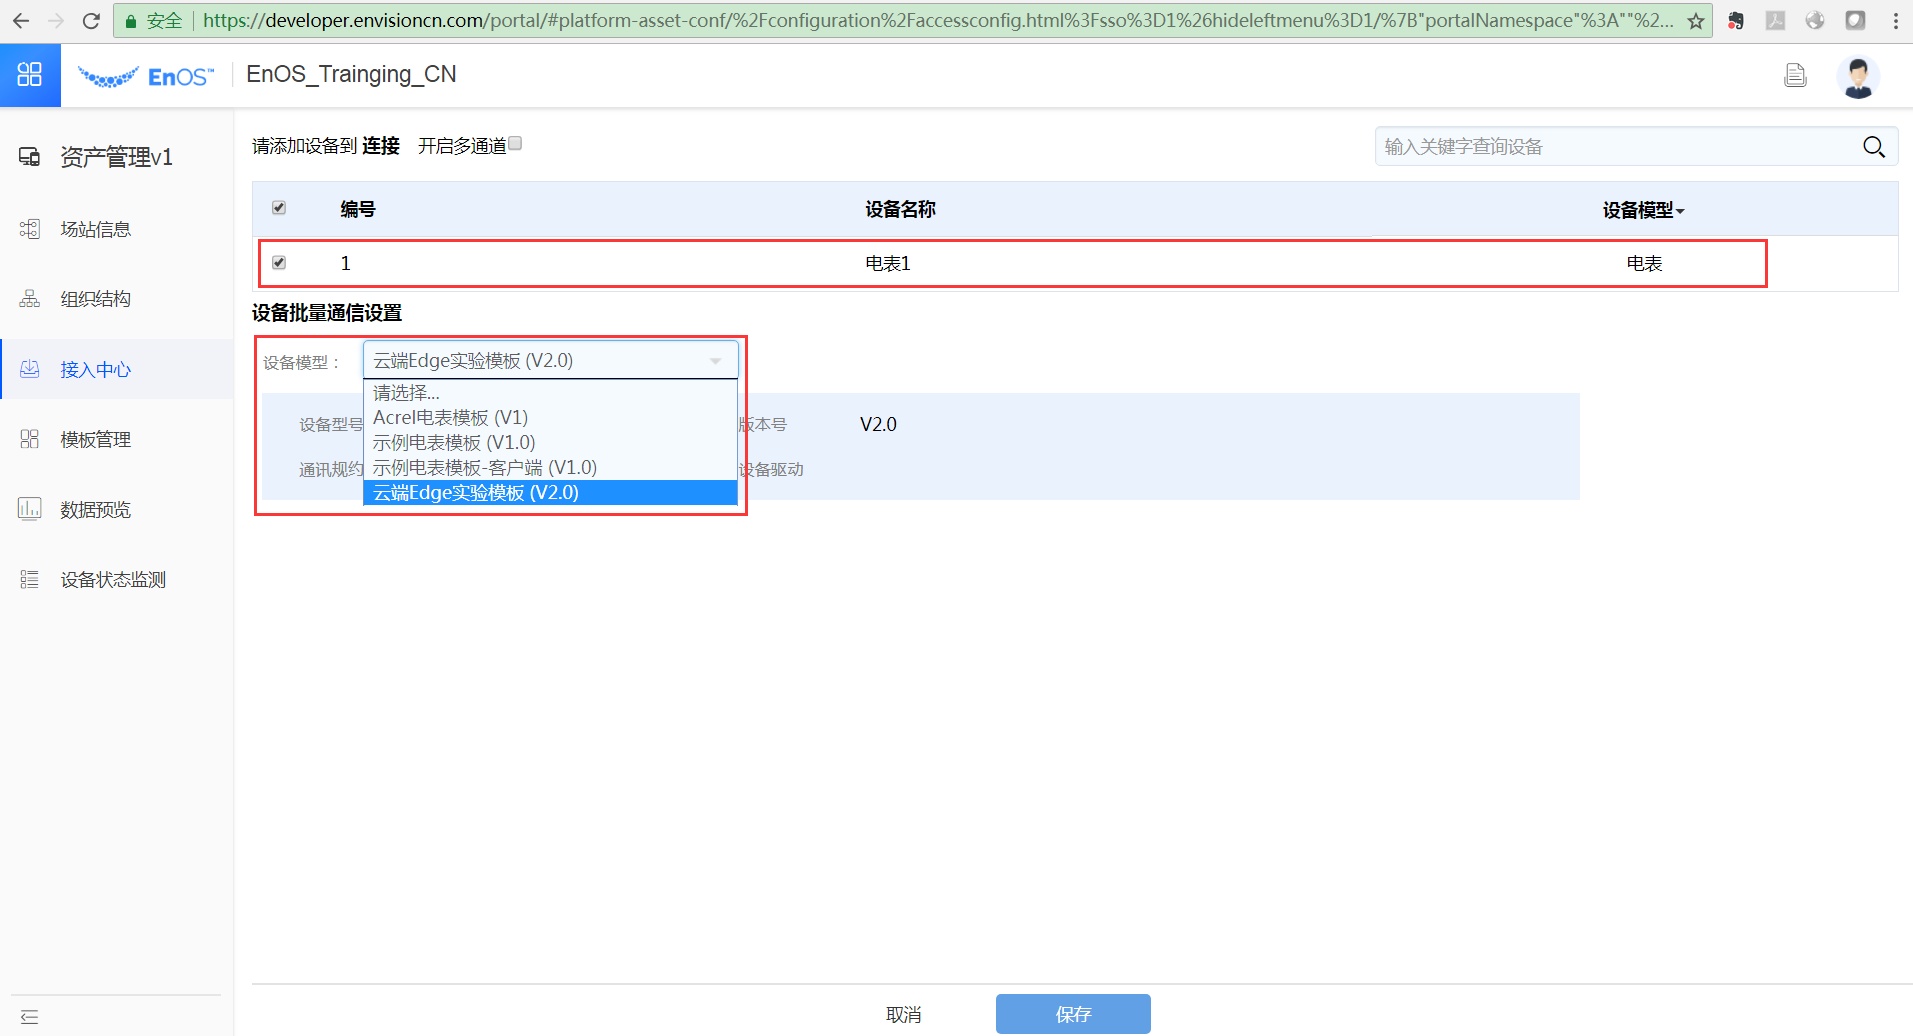 安全 https://developer.envisioncn.com/portal/#platform-asset-conf/%2Fconfiguration%2Faccessconfig.html%3Fsso%3D1%26hideleftmenu%3D1/%7B"portalNamespace"%3A""%2...
EnOS™ EnOS_Trainging_CN
资产管理v1
场站信息
组织结构
接入中心
模板管理
数据预览
设备状态监测
请添加设备到 连接 开启多通道
输入关键字查询设备
编号 设备名称 设备模型
1 电表1 电表
设备批量通信设置
设备模型： 云端Edge实验模板 (V2.0)
请选择...
Acrel电表模板 (V1)
示例电表模板 (V1.0)
示例电表模板-客户端 (V1.0)
云端Edge实验模板 (V2.0)
设备型号 版本号 V2.0
通讯规约 设备驱动
取消 保存